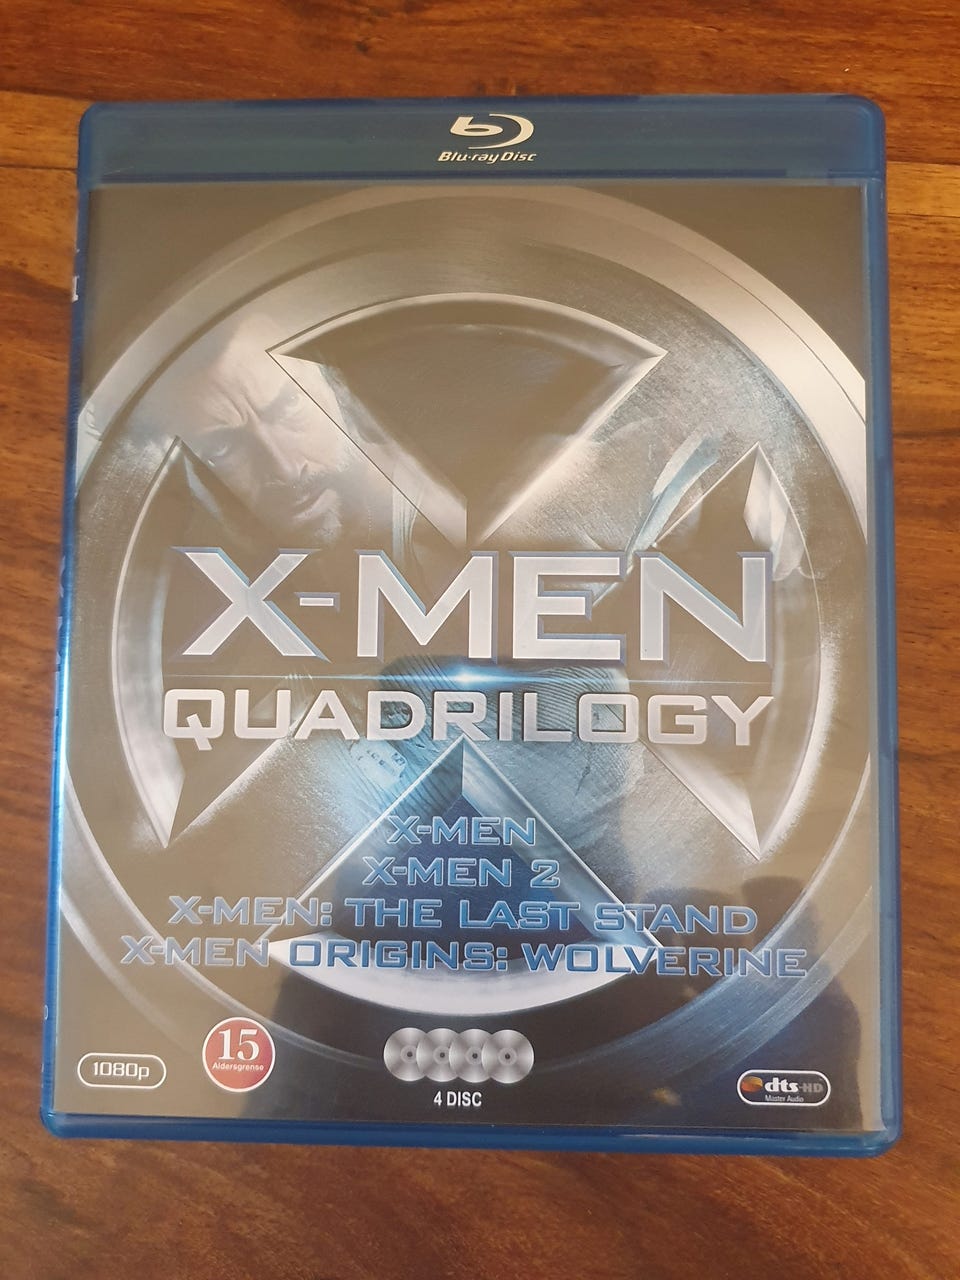 Blu-ray Disc
X-MEN
QUADRILOGY
X-MEN
X-MEN 2
X-MEN: THE LAST STAND
X-MEN ORIGINS: WOLVERINE
1080p
15
Aldersgrense
4 DISC
dts-HD
Master Audio